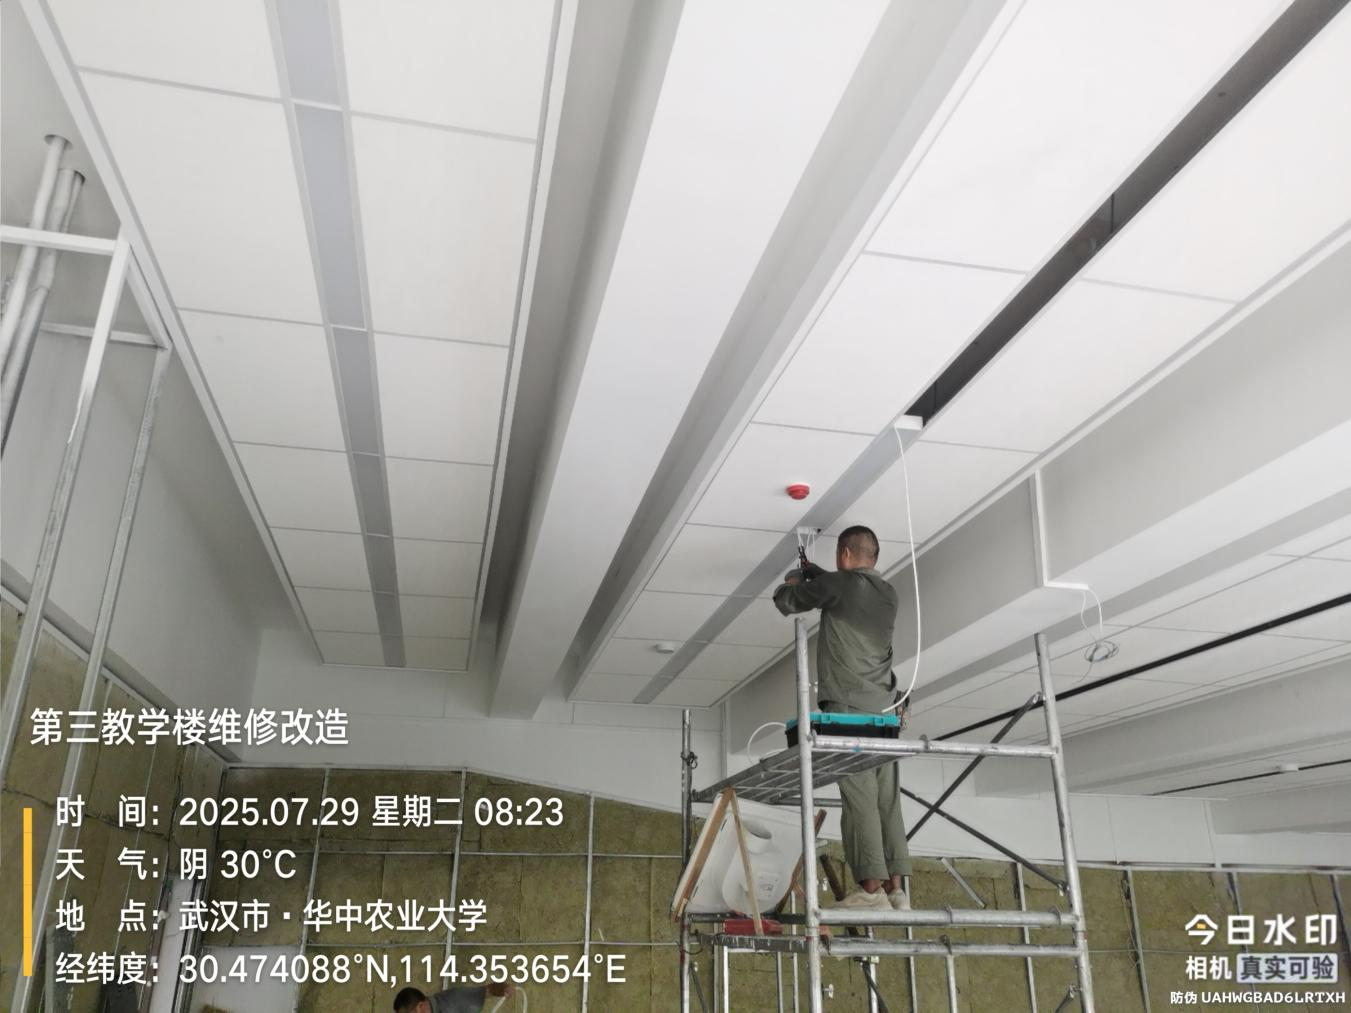 第三教学楼维修改造
时 间：2025.07.29 星期二 08:23
天 气：阴 30°C
地 点：武汉市·华中农业大学
经纬度：30.474088°N,114.353654°E
今日水印
相机 真实可验
防伪 UAHWGBAD6LRTXH